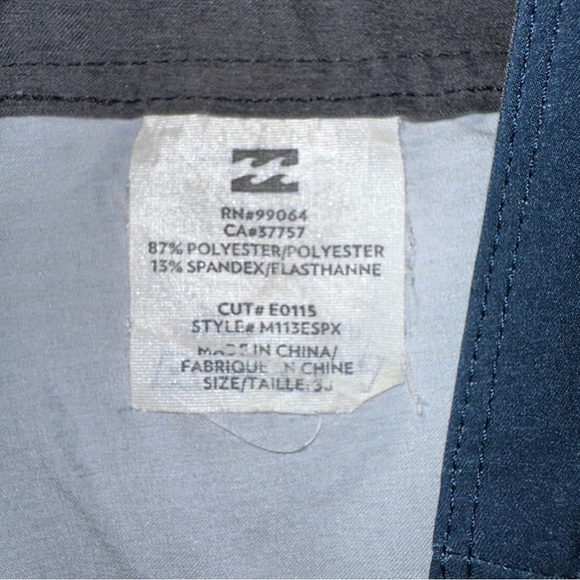 RN#99064
CA#37757
87% POLYESTER/POLYESTER
13% SPANDEX/ELASTHANNE
CUT# E0115
STYLE# M113ESPX
MADE IN CHINA/
FABRIQUE EN CHINE
SIZE/TAILLE: